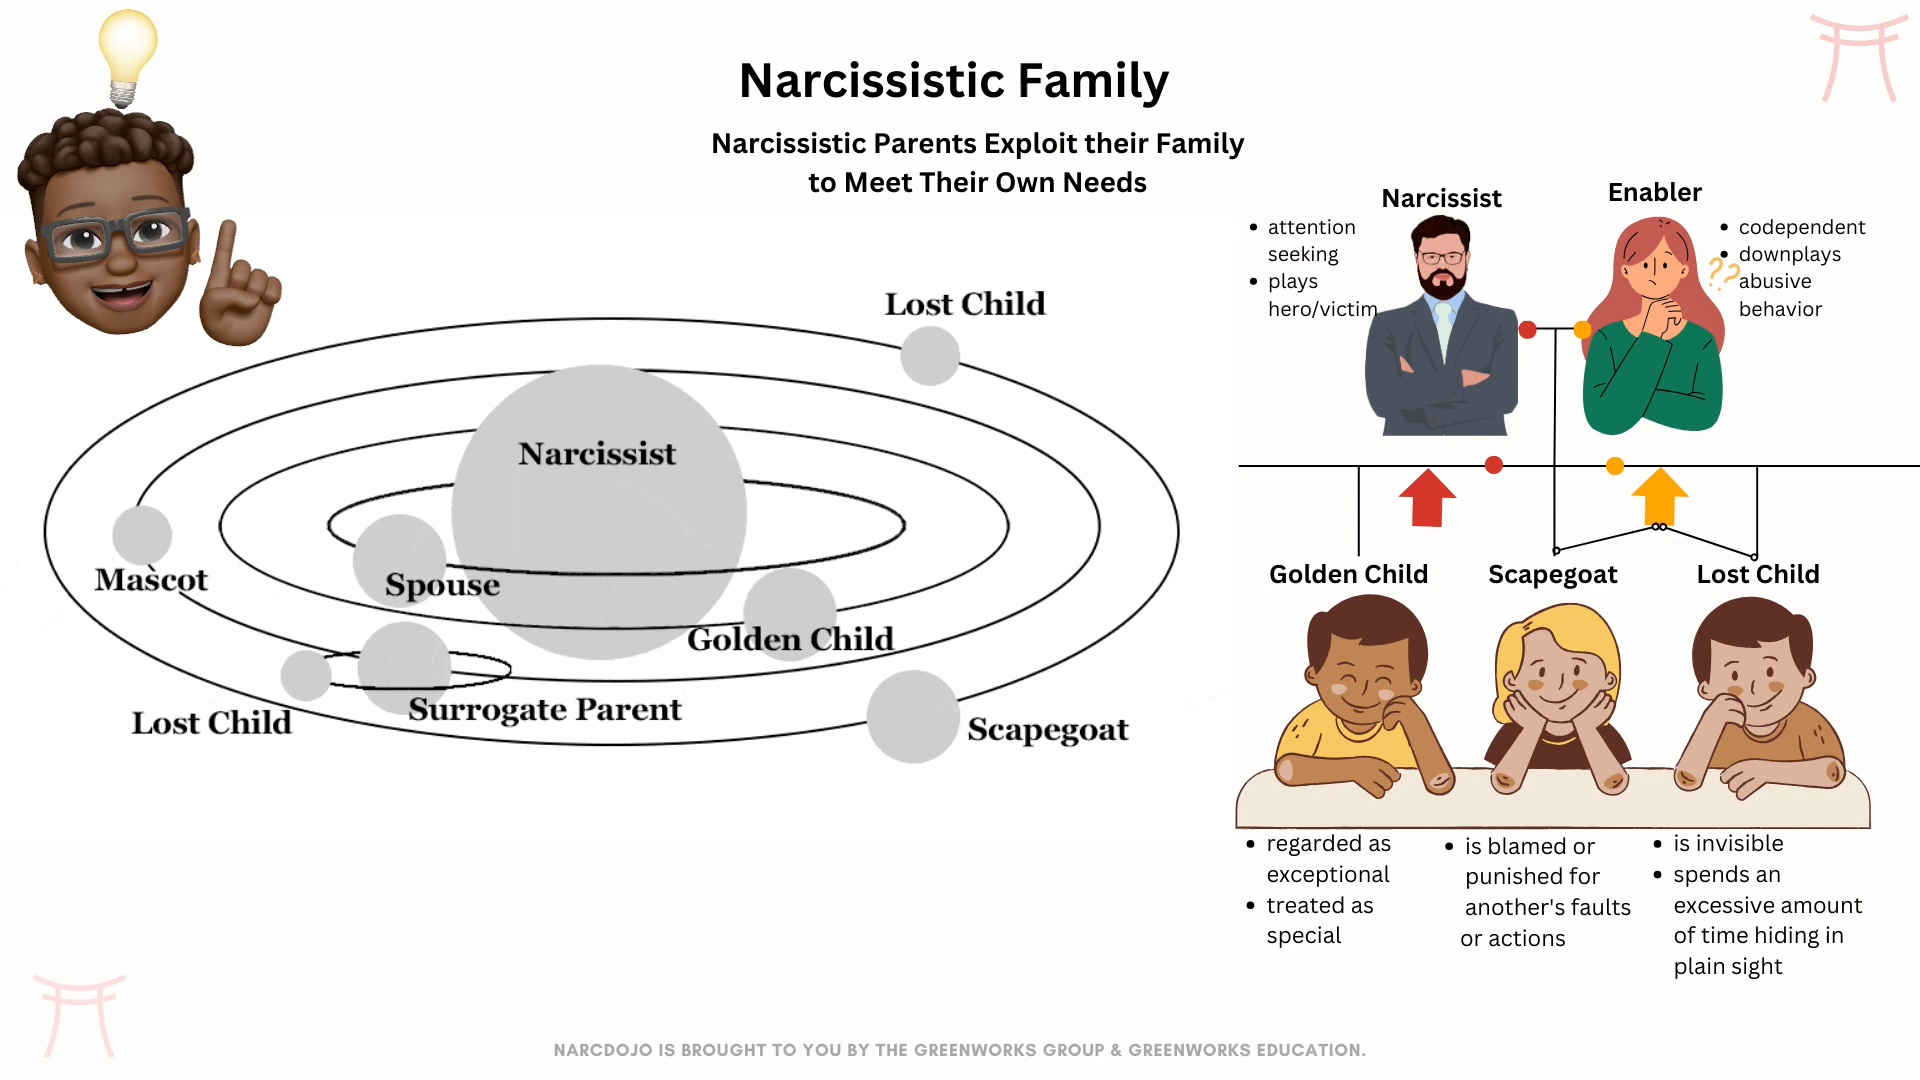 Narcissistic Family
Narcissistic Parents Exploit their Family
to Meet Their Own Needs
Lost Child
Narcissist
Mascot
Spouse
Golden Child
Lost Child
Surrogate Parent
Scapegoat
Narcissist
• attention
seeking
• plays
hero/victim
Enabler
• codependent
• downplays
abusive
behavior
??
Golden Child
Scapegoat
Lost Child
• regarded as
exceptional
• treated as
special
• is blamed or
punished for
another's faults
or actions
• is invisible
• spends an
excessive amount
of time hiding in
plain sight
NARCDOJO IS BROUGHT TO YOU BY THE GREENWORKS GROUP & GREENWORKS EDUCATION.